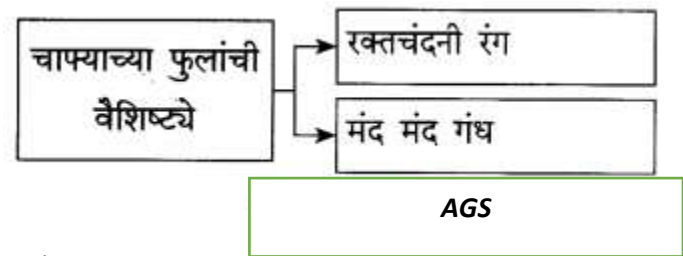 चाफ्याच्या फुलांची
वैशिष्ट्ये
रक्तचंदनी रंग
मंद मंद गंध
AGS